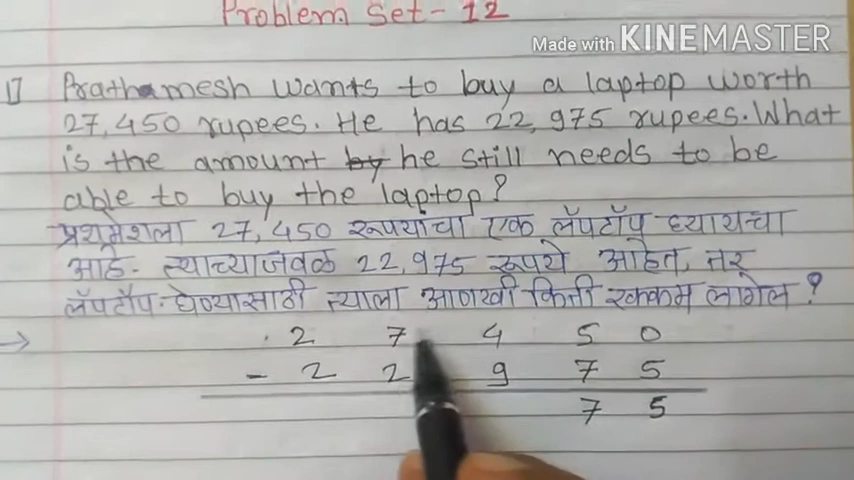 Problem Set - 12
Made with KINEMASTER
1] Prathamesh wants to buy a laptop worth
27,450 rupees. He has 22,975 rupees. What
is the amount by he still needs to be
able to buy the laptop?
प्रथमेशला 27,450 रूपयांचा एक लॅपटॉप घ्यायचा
आहे. त्याच्याजवळ 22,975 रूपये आहेत, तर
लॅपटॉप घेण्यासाठी त्याला आणखी किती रक्कम लागेल ?
→ 2 7 4 5 0
- 2 2 9 7 5
7 5